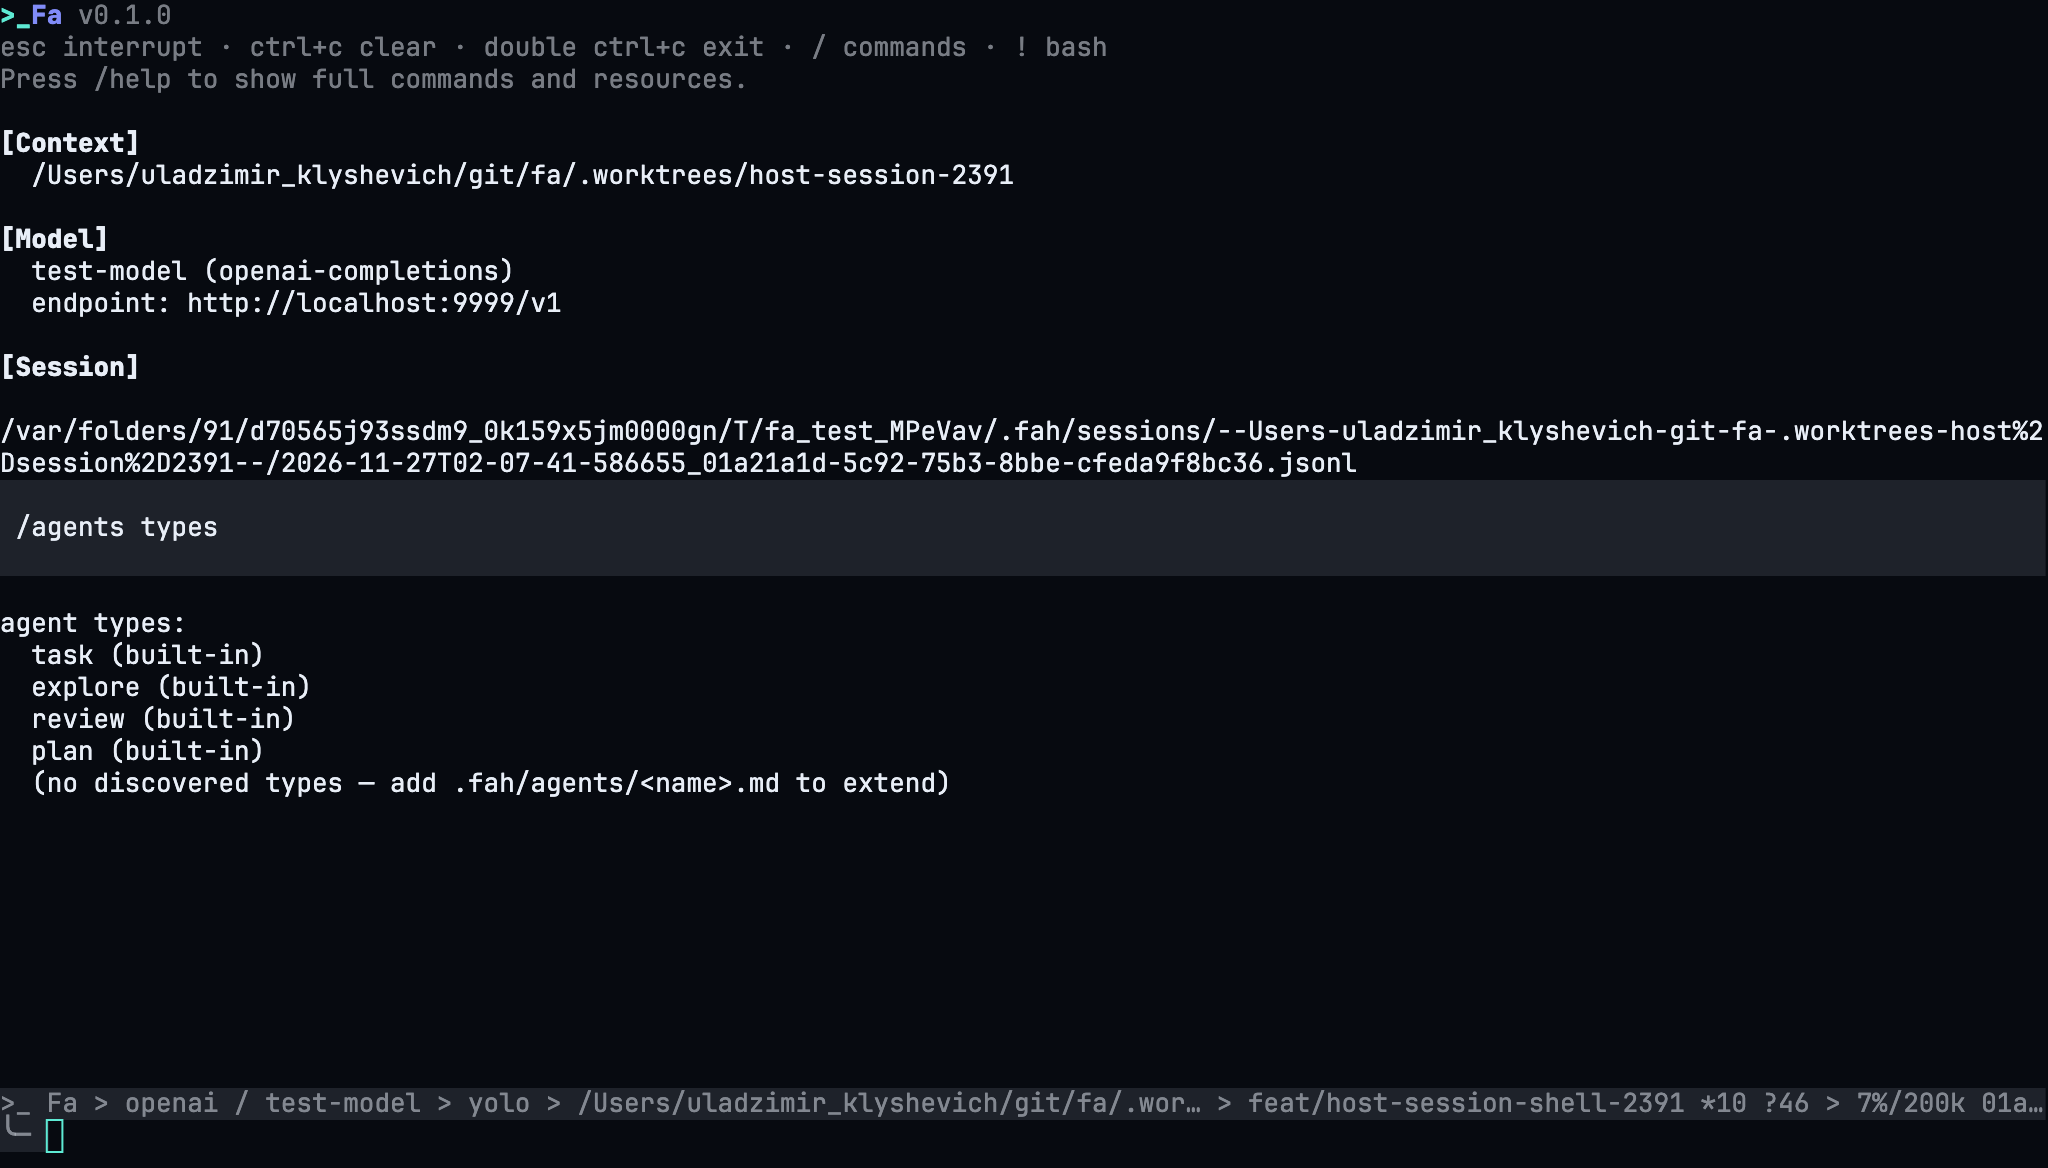 >_Fa v0.1.0
esc interrupt · ctrl+c clear · double ctrl+c exit · / commands · ! bash
Press /help to show full commands and resources.
[Context]
/Users/uladzimir_klyshevich/git/fa/.worktrees/host-session-2391
[Model]
test-model (openai-completions)
endpoint: http://localhost:9999/v1
[Session]
/var/folders/91/d70565j93ssdm9_0k159x5jm0000gn/T/fa_test_MPeVav/.fah/sessions/--Users-uladzimir_klyshevich-git-fa-.worktrees-host%2
Dsession%2D2391--/2026-11-27T02-07-41-586655_01a21a1d-5c92-75b3-8bbe-cfeda9f8bc36.jsonl
/agents types
agent types:
task (built-in)
explore (built-in)
review (built-in)
plan (built-in)
(no discovered types — add .fah/agents/<name>.md to extend)
>_ Fa > openai / test-model > yolo > /Users/uladzimir_klyshevich/git/fa/.wor… > feat/host-session-shell-2391 *10 ?46 > 7%/200k 01a…